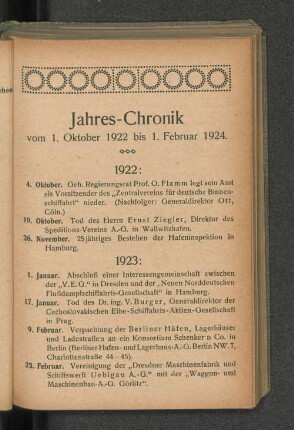 Jahres-Chronik
vom 1. Oktober 1922 bis 1. Februar 1924.
1922:
4. Oktober. Geh. Regierungsrat Prof. O. Flamm legt sein Amt
als Vorsitzender des „Zentralvereins für deutsche Binnen-
schiffahrt“ nieder. (Nachfolger: Generaldirektor Ott,
Cöln.)
19. Oktober. Tod des Herrn Ernst Ziegler, Direktor des
Speditions-Vereins A.-G. in Wallwitzhafen.
26. November. 25jähriges Bestehen der Hafeninspektion in
Hamburg.
1923:
1. Januar. Abschluß einer Interessengemeinschaft zwischen
der „V. E. G.“ in Dresden und der „Neuen Norddeutschen
Flußdampfschiffahrts-Gesellschaft“ in Hamburg.
17. Januar. Tod des Dr. ing. V. Burger, Generaldirektor der
Cechoslovakischen Elbe-Schiffahrts-Aktien-Gesellschaft
in Prag.
9. Februar. Verpachtung der Berliner Häfen, Lagerhäuser
und Ladestraßen an ein Konsortium Schenker & Co. in
Berlin (Berliner Hafen- und Lagerhaus-A.-G. Berlin NW. 7,
Charlottenstraße 44-45).
23. Februar. Vereinigung der „Dresdner Maschinenfabrik und
Schiffswerft Uebigau A.-G.“ mit der „Waggon- und
Maschinenbau-A.-G. Görlitz“.